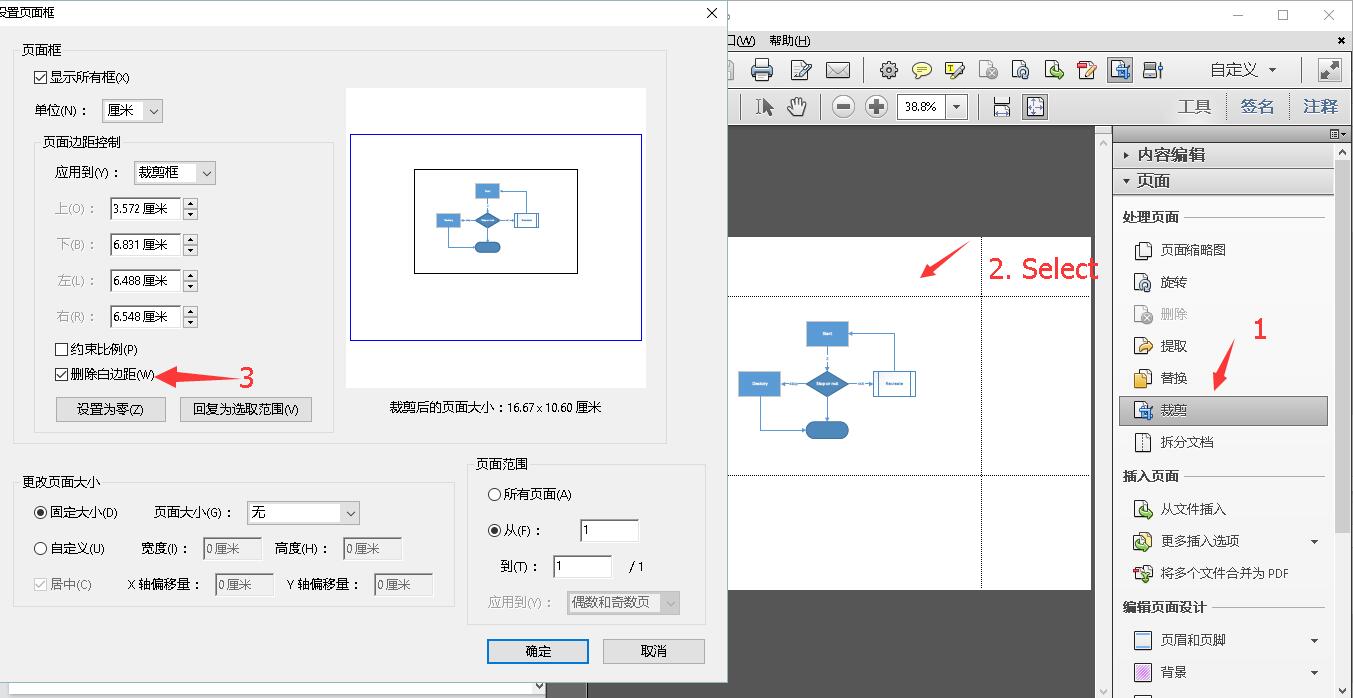 设置页面框
页面框
显示所有框(X)
单位(N)： 厘米
页面边距控制
应用到(Y)： 裁剪框
上(O)： 3.572 厘米
下(B)： 6.831 厘米
左(L)： 6.488 厘米
右(R)： 6.548 厘米
约束比例(P)
删除白边距(W)
3
设置为零(Z) 回复为选取范围(V)
Start
Stop or not
裁剪后的页面大小：16.67 x 10.60 厘米
更改页面大小
固定大小(D) 页面大小(G)： 无
自定义(U) 宽度(I)： 0厘米 高度(H)： 0厘米
居中(C) X 轴偏移量： 0厘米 Y 轴偏移量： 0厘米
页面范围
所有页面(A)
从(F)： 1
到(T)： 1 / 1
应用到(Y)： 偶数和奇数页
确定 取消
口(W) 帮助(H)
自定义
38.8%
工具 签名 注释
2. Select
Start
Stop or not
Recreate
内容编辑
页面
处理页面
页面缩略图
旋转
删除
1
提取
替换
裁剪
拆分文档
插入页面
从文件插入
更多插入选项
将多个文件合并为 PDF
编辑页面设计
页眉和页脚
背景